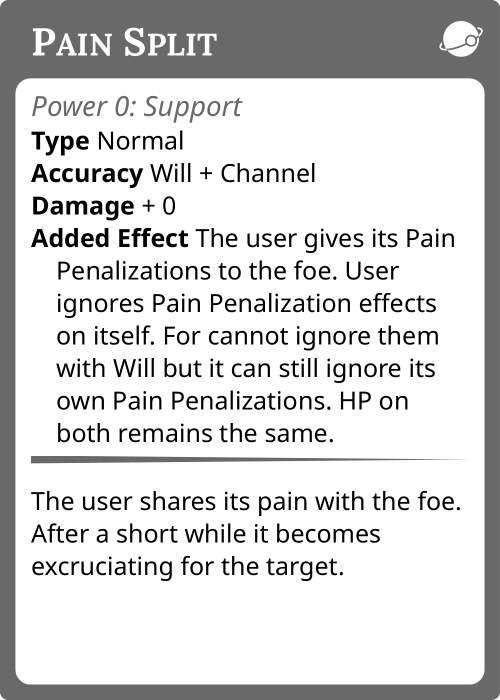 PAIN SPLIT
Power 0: Support
Type Normal
Accuracy Will + Channel
Damage + 0
Added Effect The user gives its Pain
Penalizations to the foe. User
ignores Pain Penalization effects
on itself. For cannot ignore them
with Will but it can still ignore its
own Pain Penalizations. HP on
both remains the same.
The user shares its pain with the foe.
After a short while it becomes
excruciating for the target.